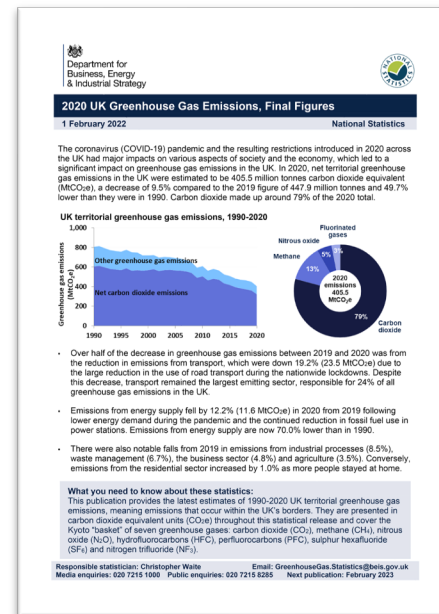 Department for
Business, Energy
& Industrial Strategy
NATIONAL
STATISTICS
2020 UK Greenhouse Gas Emissions, Final Figures
1 February 2022 National Statistics
The coronavirus (COVID-19) pandemic and the resulting restrictions introduced in 2020 across
the UK had major impacts on various aspects of society and the economy, which led to a
significant impact on greenhouse gas emissions in the UK. In 2020, net territorial greenhouse
gas emissions in the UK were estimated to be 405.5 million tonnes carbon dioxide equivalent
(MtCO2e), a decrease of 9.5% compared to the 2019 figure of 447.9 million tonnes and 49.7%
lower than they were in 1990. Carbon dioxide made up around 79% of the 2020 total.
UK territorial greenhouse gas emissions, 1990-2020
Greenhouse gas emissions
(MtCO2e)
1,000
800
600
400
200
0
1990 1995 2000 2005 2010 2015 2020
Other greenhouse gas emissions
Net carbon dioxide emissions
Fluorinated
gases
Nitrous oxide
Methane
3%
5%
13%
79%
2020
emissions
405.5
MtCO2e
Carbon
dioxide
• Over half of the decrease in greenhouse gas emissions between 2019 and 2020 was from
the reduction in emissions from transport, which were down 19.2% (23.5 MtCO2e) due to
the large reduction in the use of road transport during the nationwide lockdowns. Despite
this decrease, transport remained the largest emitting sector, responsible for 24% of all
greenhouse gas emissions in the UK.
• Emissions from energy supply fell by 12.2% (11.6 MtCO2e) in 2020 from 2019 following
lower energy demand during the pandemic and the continued reduction in fossil fuel use in
power stations. Emissions from energy supply are now 70.0% lower than in 1990.
• There were also notable falls from 2019 in emissions from industrial processes (8.5%),
waste management (6.7%), the business sector (4.8%) and agriculture (3.5%). Conversely,
emissions from the residential sector increased by 1.0% as more people stayed at home.
What you need to know about these statistics:
This publication provides the latest estimates of 1990-2020 UK territorial greenhouse gas
emissions, meaning emissions that occur within the UK's borders. They are presented in
carbon dioxide equivalent units (CO2e) throughout this statistical release and cover the
Kyoto "basket" of seven greenhouse gases: carbon dioxide (CO2), methane (CH4), nitrous
oxide (N2O), hydrofluorocarbons (HFC), perfluorocarbons (PFC), sulphur hexafluoride
(SF6) and nitrogen trifluoride (NF3).
Responsible statistician: Christopher Waite Email: GreenhouseGas.Statistics@beis.gov.uk
Media enquiries: 020 7215 1000 Public enquiries: 020 7215 8285 Next publication: February 2023